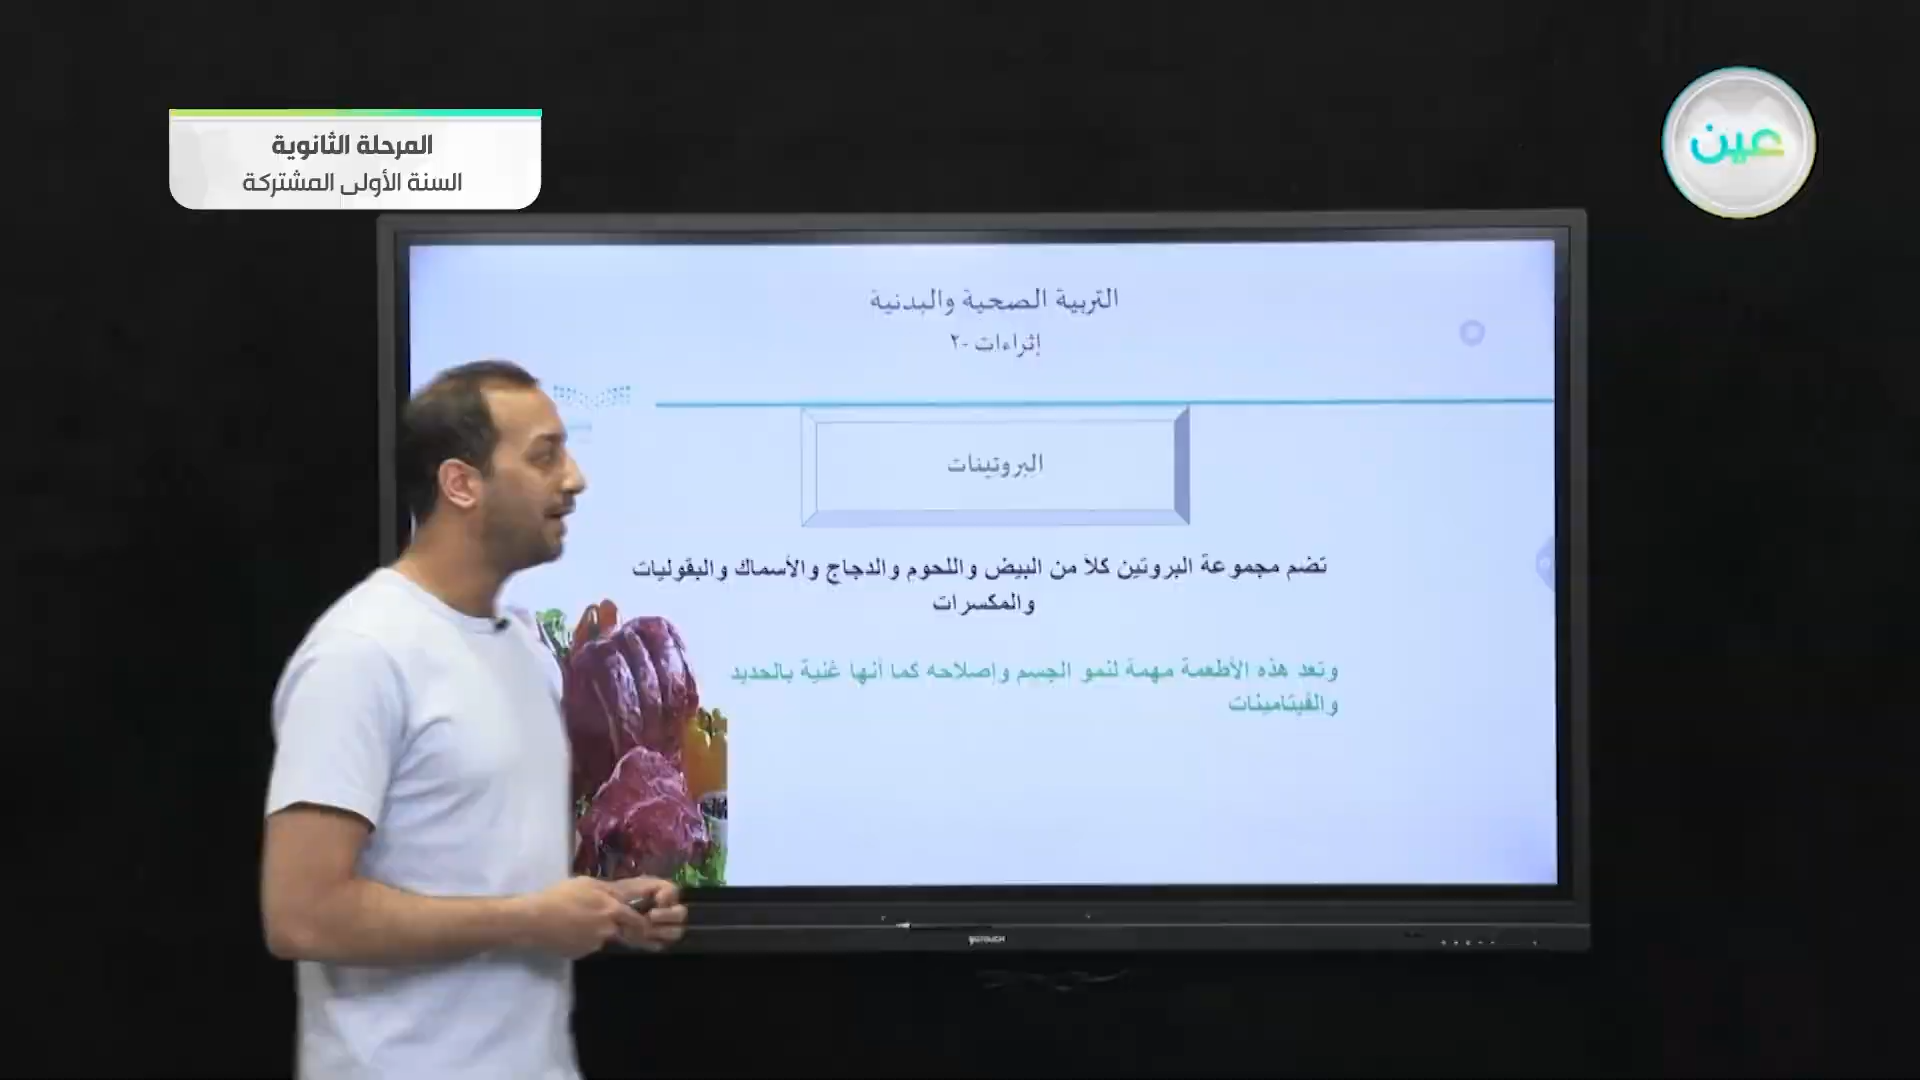 المرحلة الثانوية
السنة الأولى المشتركة
عين
التربية الصحية والبدنية
إثراءات -٢
البروتينات
تضم مجموعة البروتين كلاً من البيض واللحوم والدجاج والأسماك والبقوليات
والمكسرات
وتعد هذه الأطعمة مهمة لنمو الجسم وإصلاحه كما أنها غنية بالحديد
والفيتامينات